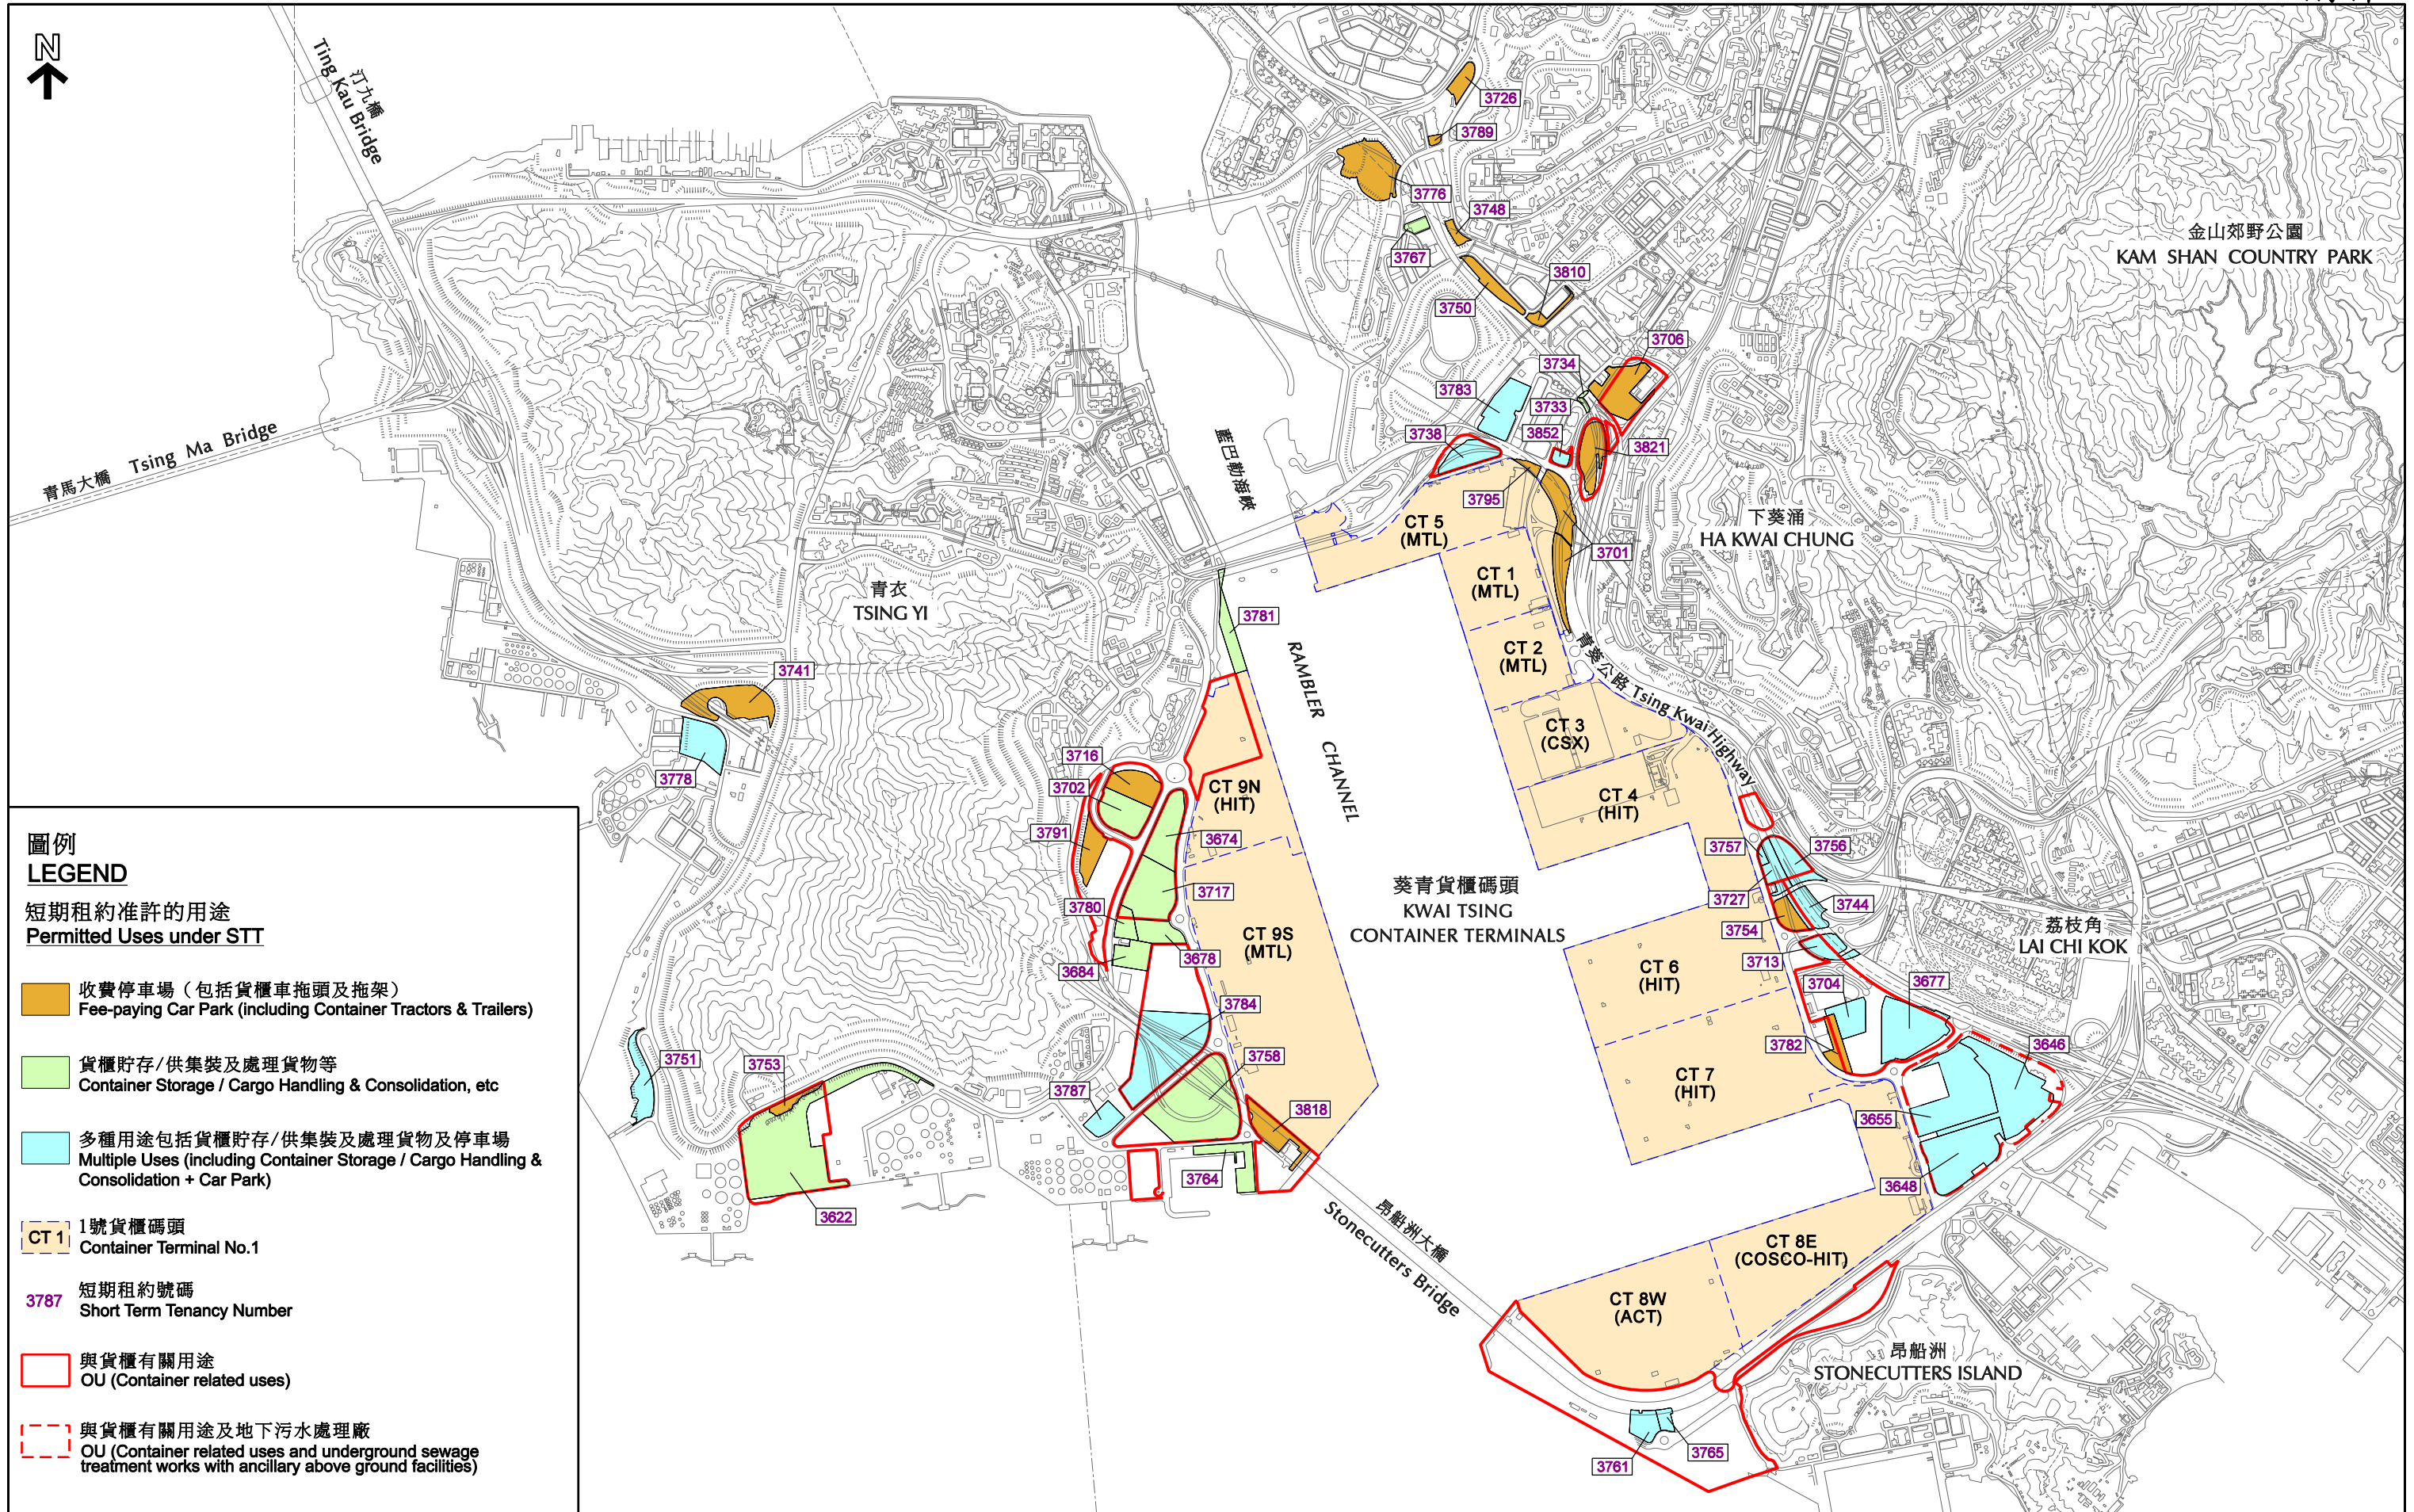 N
汀九橋
Ting Kau Bridge
青馬大橋 Tsing Ma Bridge
金山郊野公園
KAM SHAN COUNTRY PARK
3726
3789
3776
3748
3767
3810
3750
3706
3734
3783
3733
3738
3852
3821
3795
3701
藍巴勒海峽
RAMBLER CHANNEL
下葵涌
HA KWAI CHUNG
青衣
TSING YI
CT 5
(MTL)
CT 1
(MTL)
CT 2
(MTL)
CT 3
(CSX)
CT 4
(HIT)
青葵公路 Tsing Kwai Highway
3781
3741
3778
3716
3702
3791
3674
3717
3780
3678
3684
3784
3758
3751
3753
3787
3818
3764
3622
CT 9N
(HIT)
CT 9S
(MTL)
葵青貨櫃碼頭
KWAI TSING
CONTAINER TERMINALS
3757
3756
3727
3744
3754
3713
3704
3677
3782
3646
3655
3648
荔枝角
LAI CHI KOK
CT 6
(HIT)
CT 7
(HIT)
CT 8E
(COSCO-HIT)
CT 8W
(ACT)
昂船洲大橋
Stonecutters Bridge
昂船洲
STONECUTTERS ISLAND
3765
3761
圖例
LEGEND
短期租約准許的用途
Permitted Uses under STT
收費停車場（包括貨櫃車拖頭及拖架）
Fee-paying Car Park (including Container Tractors & Trailers)
貨櫃貯存/供集裝及處理貨物等
Container Storage / Cargo Handling & Consolidation, etc
多種用途包括貨櫃貯存/供集裝及處理貨物及停車場
Multiple Uses (including Container Storage / Cargo Handling &
Consolidation + Car Park)
CT 1
1號貨櫃碼頭
Container Terminal No.1
3787
短期租約號碼
Short Term Tenancy Number
與貨櫃有關用途
OU (Container related uses)
與貨櫃有關用途及地下污水處理廠
OU (Container related uses and underground sewage
treatment works with ancillary above ground facilities)